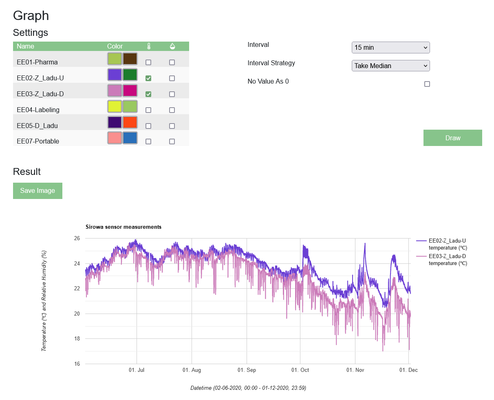 Graph
Settings
Name Color
EE01-Pharma
EE02-Z_Ladu-U
EE03-Z_Ladu-D
EE04-Labeling
EE05-D_Ladu
EE07-Portable
Interval 15 min
Interval Strategy Take Median
No Value As 0
Draw
Result
Save Image
Sirowa sensor measurements
EE02-Z_Ladu-U
temperature (°C)
EE03-Z_Ladu-D
temperature (°C)
Temperature (°C) and Relative Humidity (%)
26
24
22
20
18
16
01. Jul 01. Aug 01. Sep 01. Oct 01. Nov 01. Dec
Datetime (02-06-2020, 00:00 - 01-12-2020, 23:59)